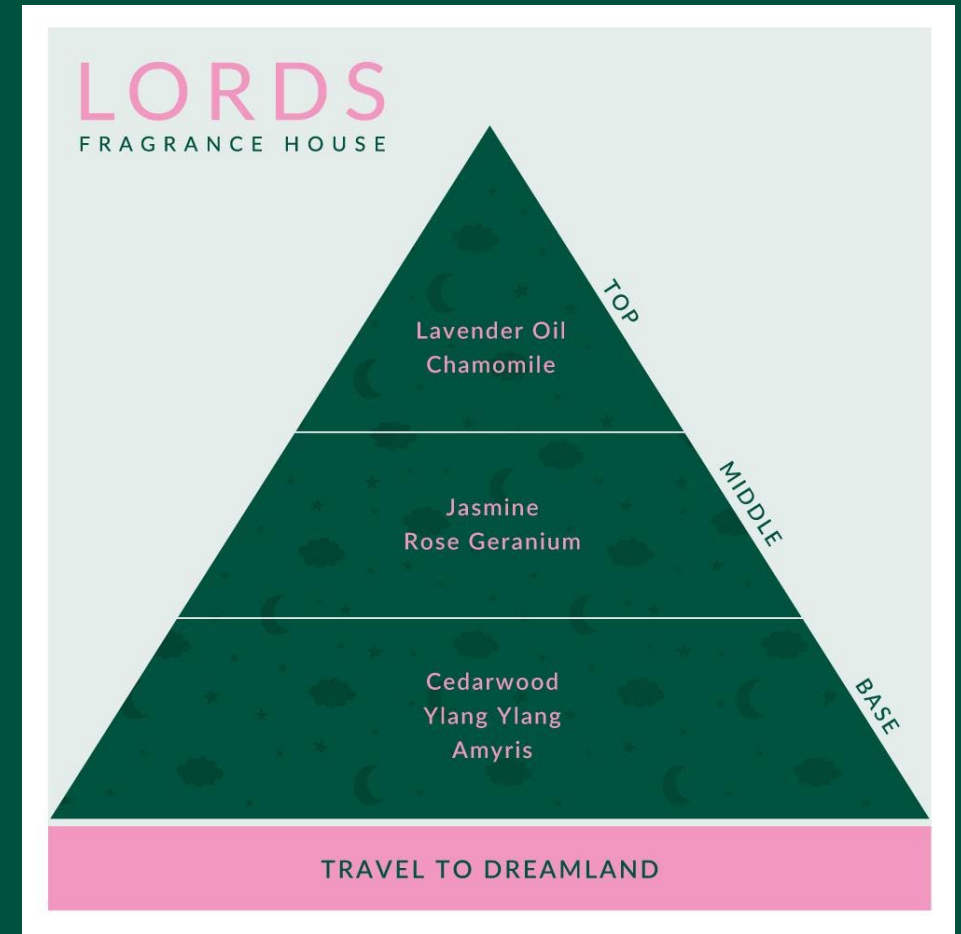 LORDS
FRAGRANCE HOUSE
TOP
Lavender Oil
Chamomile
MIDDLE
Jasmine
Rose Geranium
BASE
Cedarwood
Ylang Ylang
Amyris
TRAVEL TO DREAMLAND